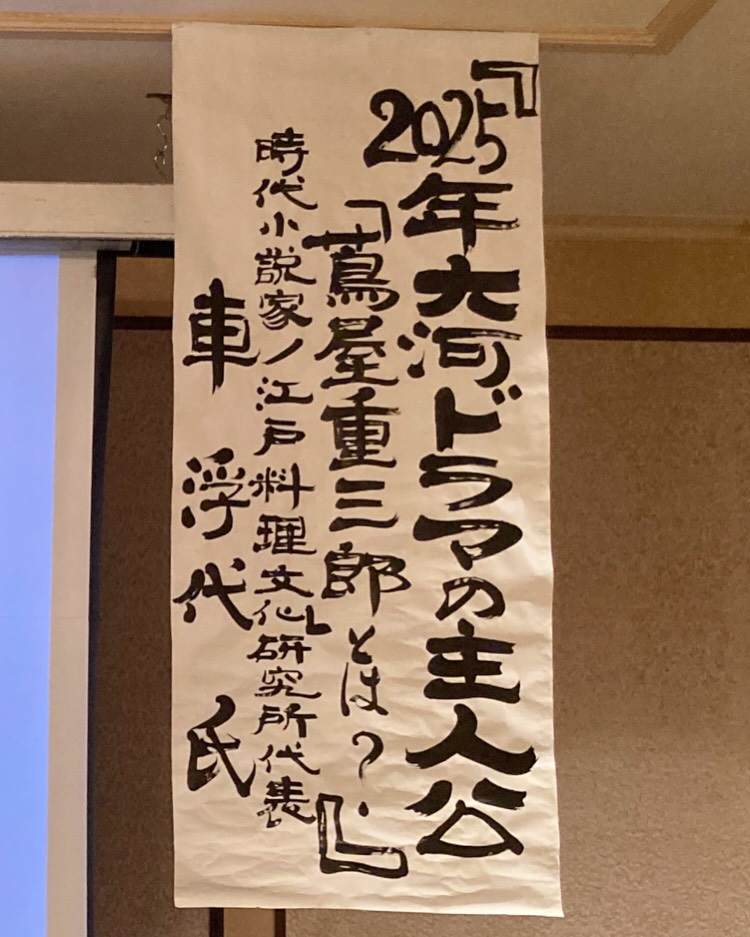 『2025年大河ドラマの主人公
「蔦屋重三郎」とは?』
時代小説家/江戸料理文化研究所代表
車浮代氏